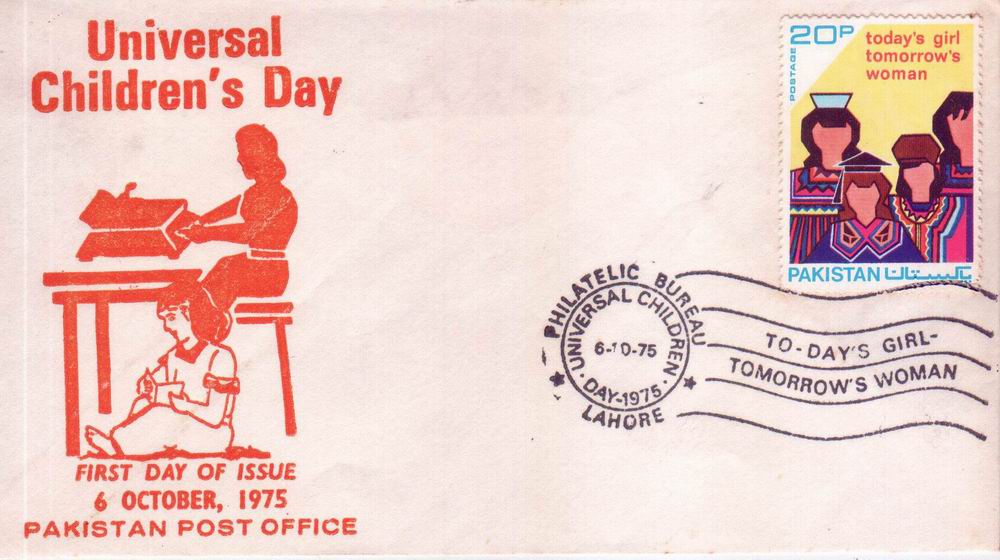 Universal
Children's Day
FIRST DAY OF ISSUE
6 OCTOBER, 1975
PAKISTAN POST OFFICE
20P
POSTAGE
today's girl
tomorrow's
woman
PAKISTAN پاکستان
PHILATELIC BUREAU
UNIVERSAL CHILDREN
6-10-75
DAY-1975
LAHORE
TO-DAY'S GIRL-
TOMORROW'S WOMAN